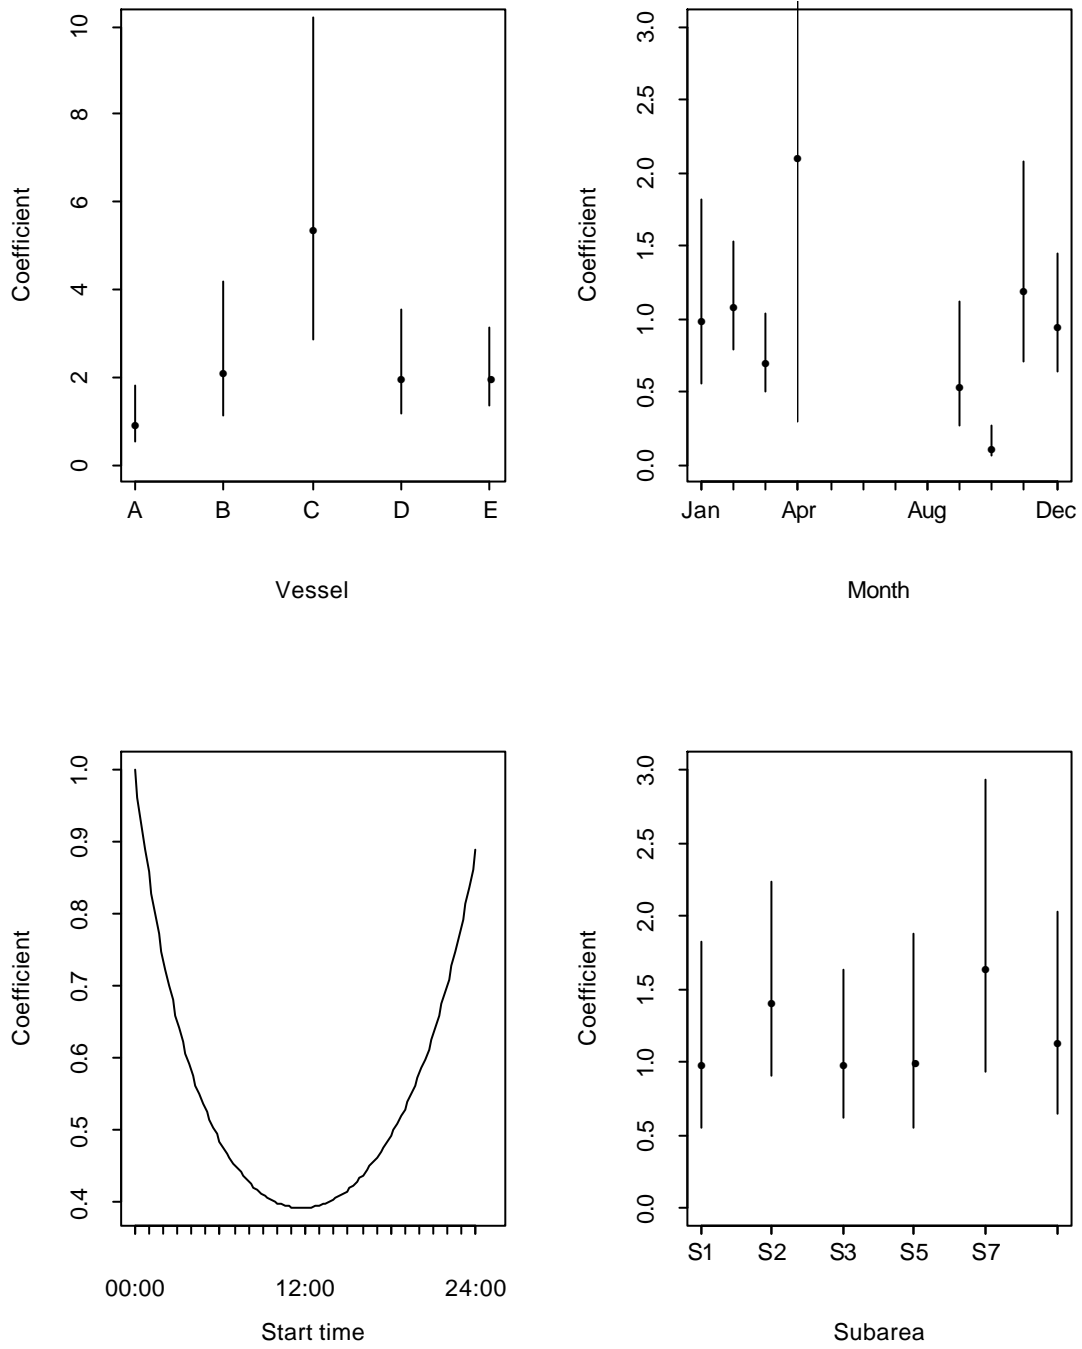 Coefficient
0 2 4 6 8 10
A B C D E
Vessel
Coefficient
0.0 0.5 1.0 1.5 2.0 2.5 3.0
Jan Apr Aug Dec
Month
Coefficient
0.4 0.5 0.6 0.7 0.8 0.9 1.0
00:00 12:00 24:00
Start time
Coefficient
0.0 0.5 1.0 1.5 2.0 2.5 3.0
S1 S2 S3 S5 S7
Subarea